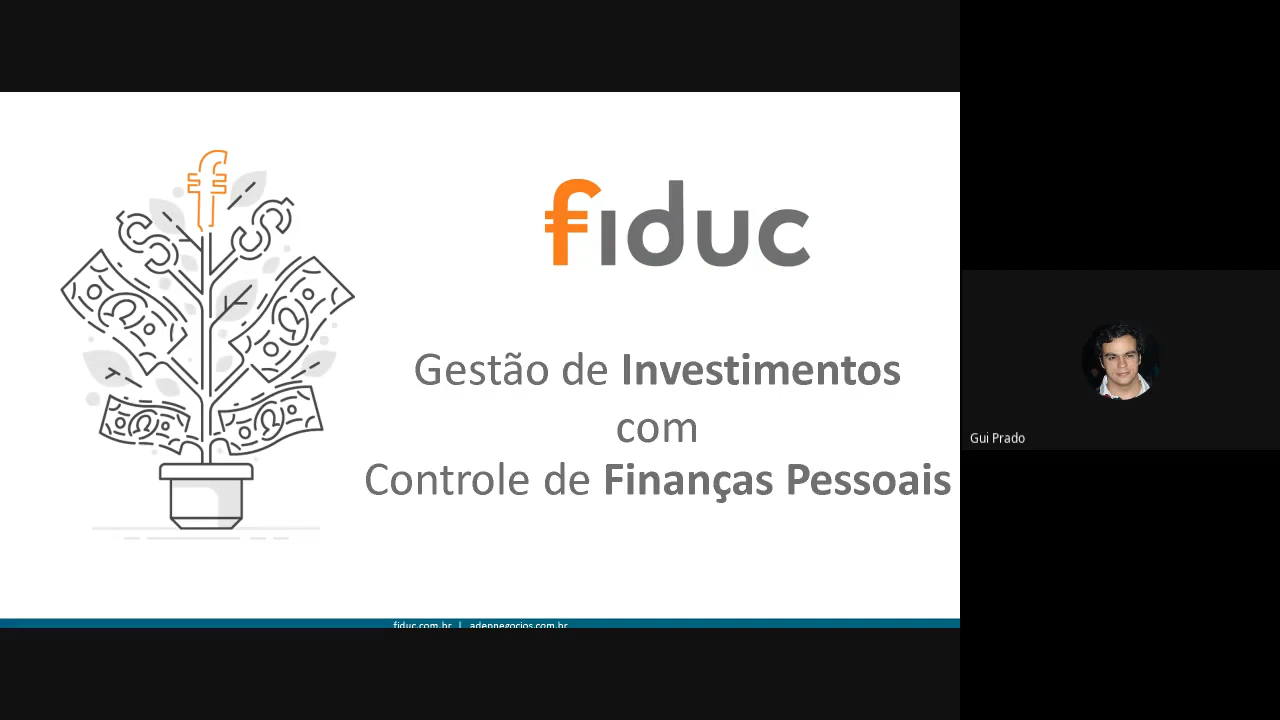 fiduc
Gestão de Investimentos
com
Controle de Finanças Pessoais
fiduc.com.br | adennegocios.com.br
Gui Prado